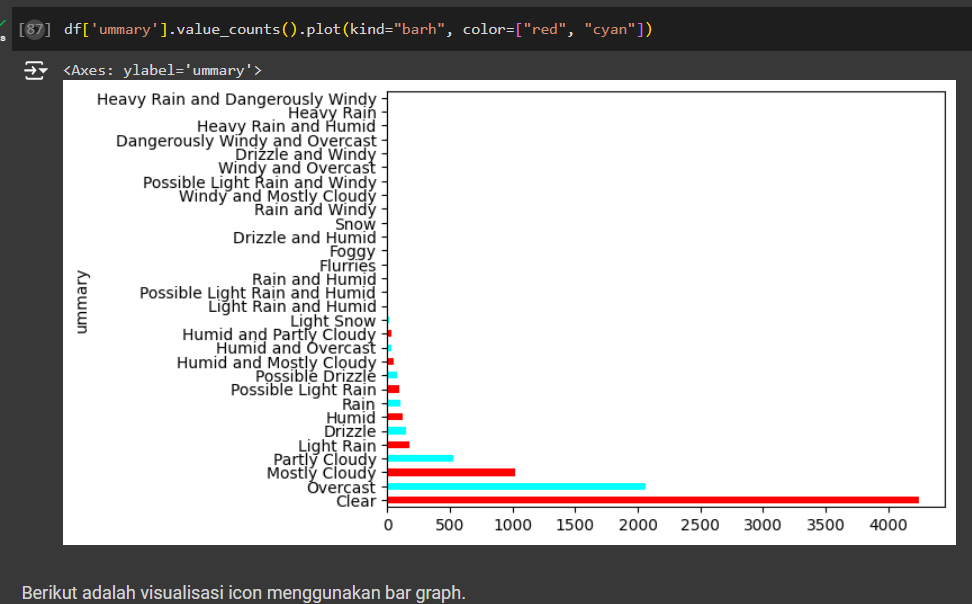 [87] df['ummary'].value_counts().plot(kind="barh", color=["red", "cyan"])
s
<Axes: ylabel='ummary'>
Heavy Rain and Dangerously Windy
Heavy Rain
Heavy Rain and Humid
Dangerously Windy and Overcast
Drizzle and Windy
Windy and Overcast
Possible Light Rain and Windy
Windy and Mostly Cloudy
Rain and Windy
Snow
Drizzle and Humid
Foggy
Flurries
Rain and Humid
Possible Light Rain and Humid
Light Rain and Humid
Light Snow
Humid and Partly Cloudy
Humid and Overcast
Humid and Mostly Cloudy
Possible Drizzle
Possible Light Rain
Rain
Humid
Drizzle
Light Rain
Partly Cloudy
Mostly Cloudy
Overcast
Clear
ummary
0 500 1000 1500 2000 2500 3000 3500 4000
Berikut adalah visualisasi icon menggunakan bar graph.